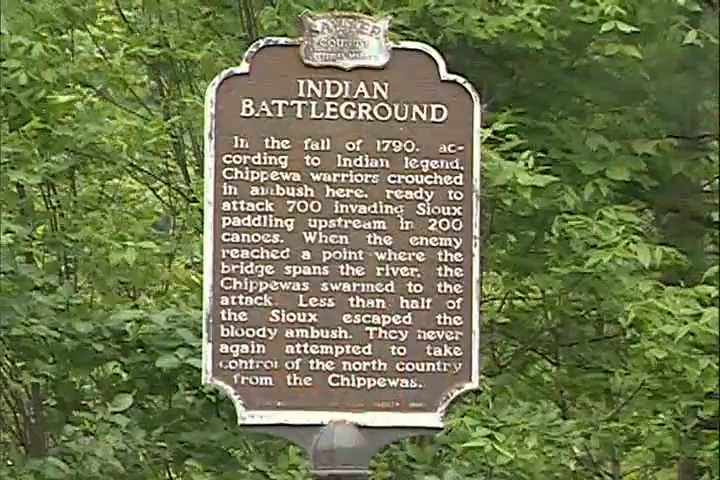 SAWYER
COUNTY
INDIAN
BATTLEGROUND
In the fall of 1790, ac-
cording to Indian legend,
Chippewa warriors crouched
in ambush here, ready to
attack 700 invading Sioux
paddling upstream in 200
canoes. When the enemy
reached a point where the
bridge spans the river, the
Chippewas swarmed to the
attack. Less than half of
the Sioux escaped the
bloody ambush. They never
again attempted to take
control of the north country
from the Chippewas.